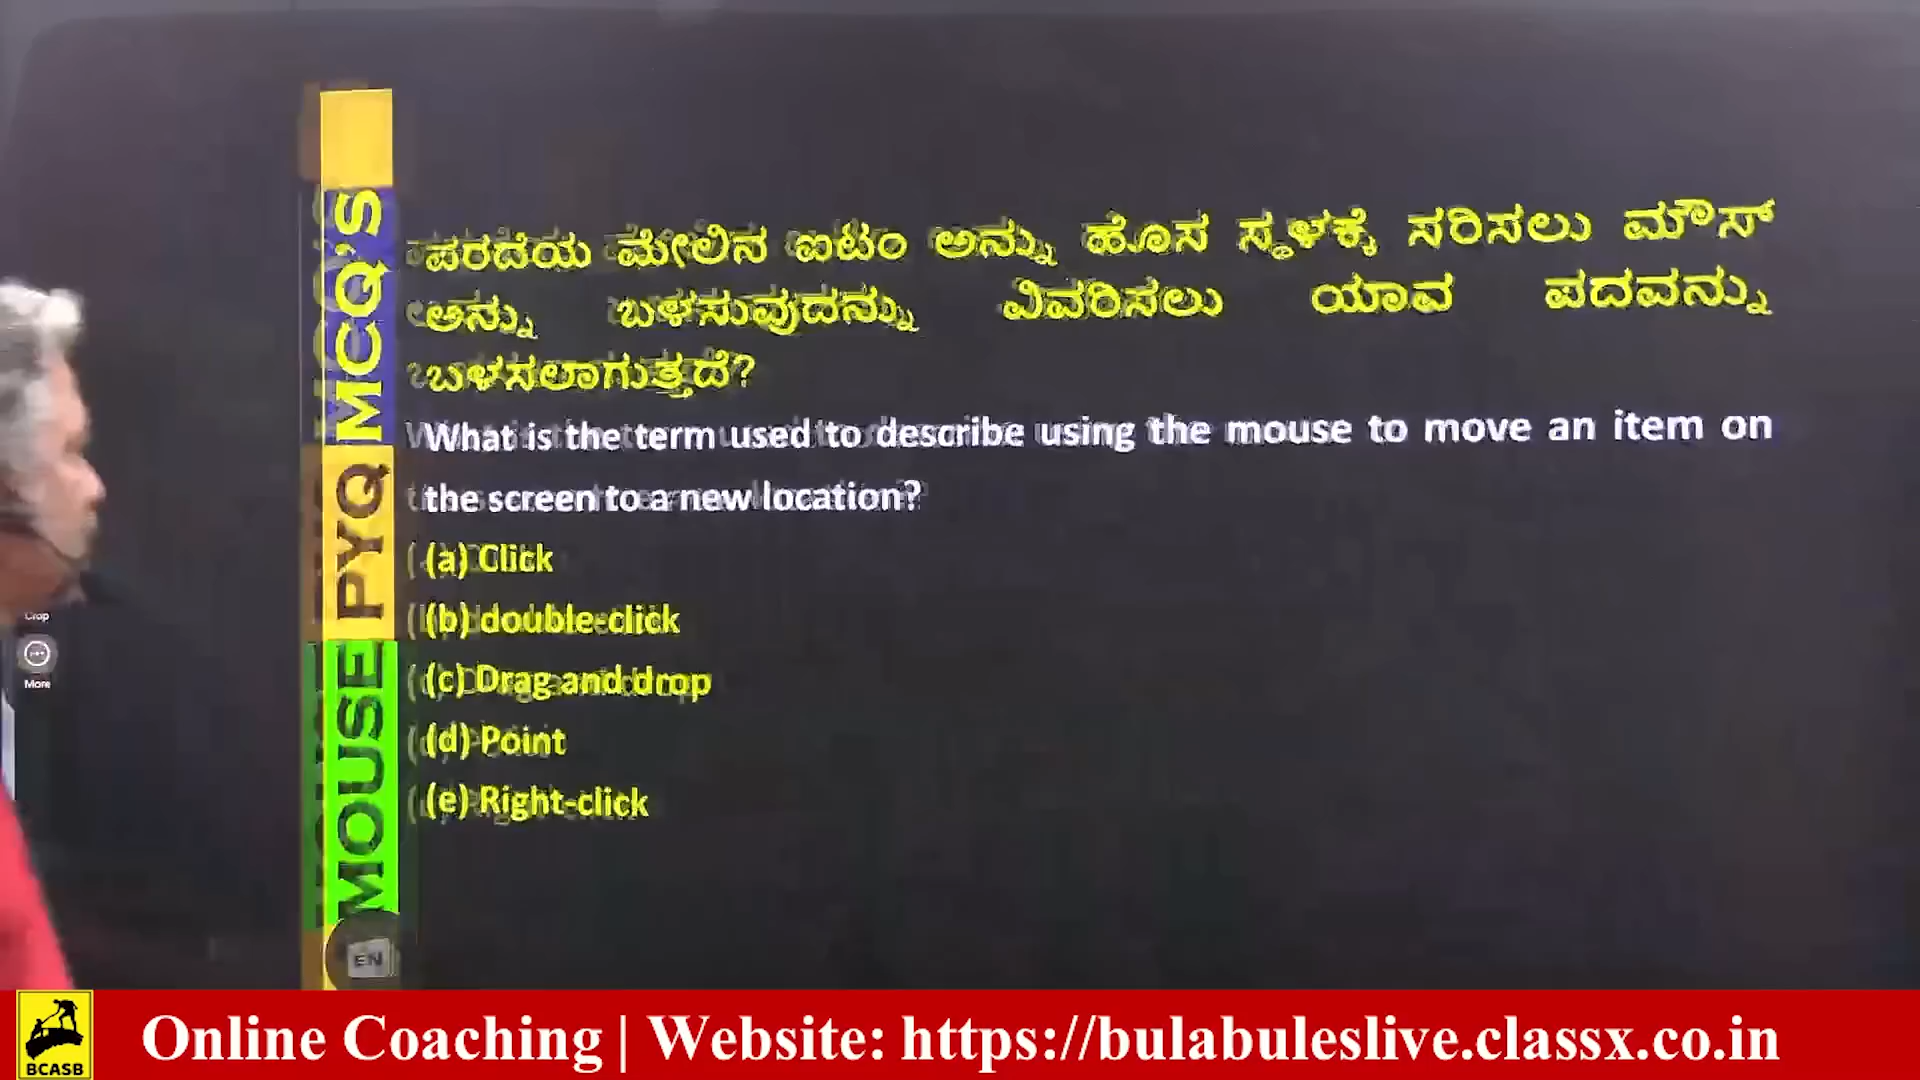 ಪರದೆಯ ಮೇಲಿನ ಐಟಂ ಅನ್ನು ಹೊಸ ಸ್ಥಳಕ್ಕೆ ಸರಿಸಲು ಮೌಸ್
ಅನ್ನು ಬಳಸುವುದನ್ನು ವಿವರಿಸಲು ಯಾವ ಪದವನ್ನು
ಬಳಸಲಾಗುತ್ತದೆ?
What is the term used to describe using the mouse to move an item on
the screen to a new location?
(a) Click
(b) double-click
(c) Drag and drop
(d) Point
(e) Right-click
MOUSE PYQ MCQ'S
Crop
More
EN
BCASB
Online Coaching | Website: https://bulabuleslive.classx.co.in